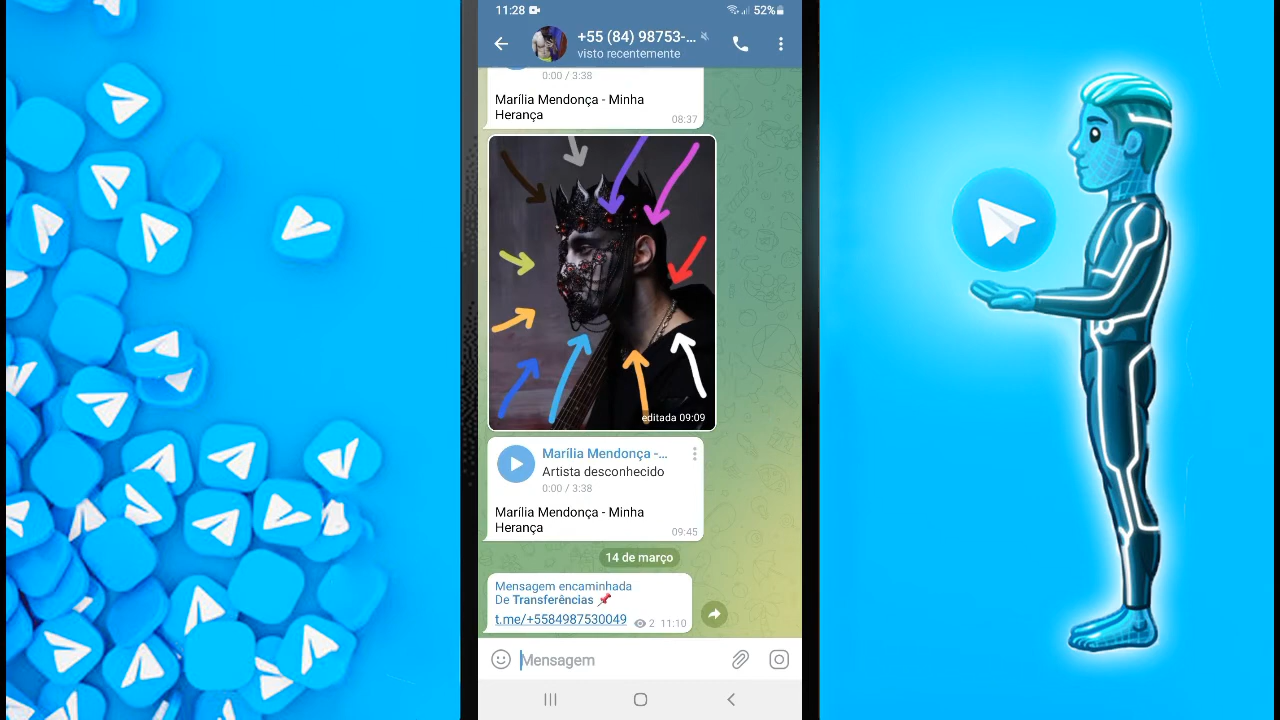 11:28
52%
+55 (84) 98753-...
visto recentemente
0:00 / 3:38
Marília Mendonça - Minha
Herança
08:37
editada 09:09
Marília Mendonça -...
Artista desconhecido
0:00 / 3:38
Marília Mendonça - Minha
Herança
09:45
14 de março
Mensagem encaminhada
De Transferências 📌
t.me/+5584987530049
2 11:10
Mensagem